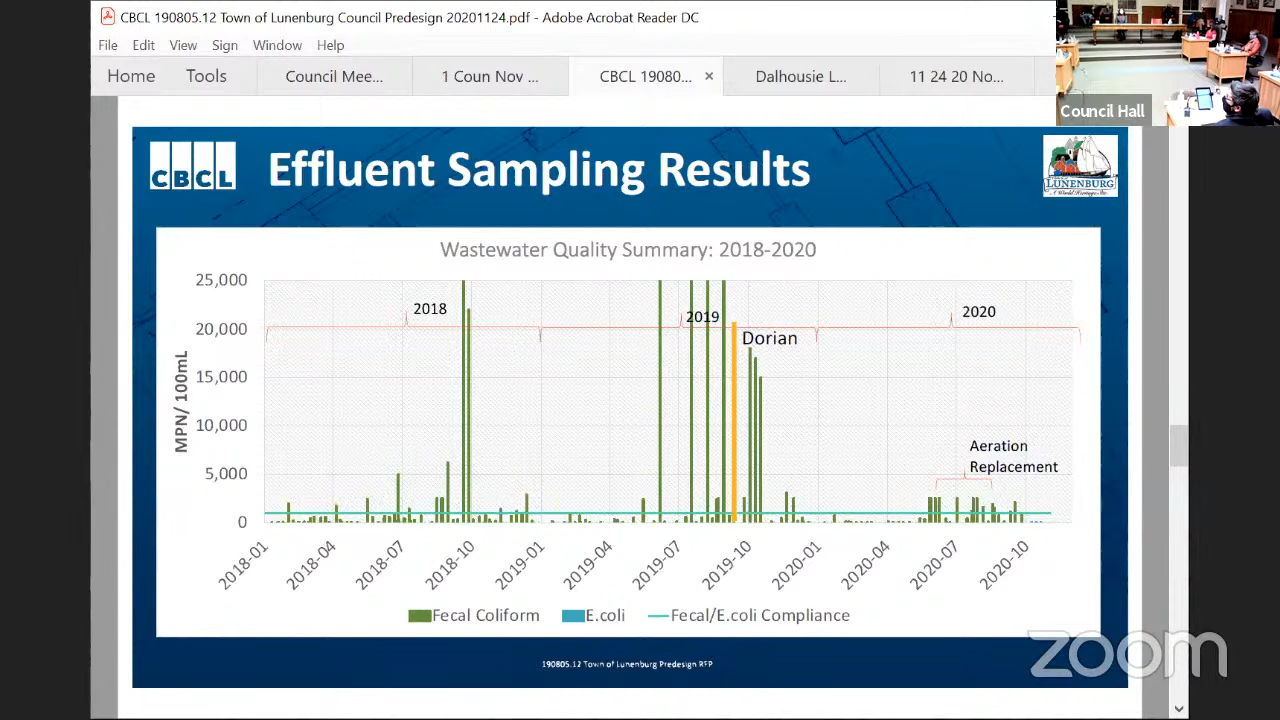 CBCL 190805.12 Town of Lunenburg Council Predesign 20201124.pdf - Adobe Acrobat Reader DC
File Edit View Sign Window Help
Home Tools Council Mee... 1 Coun Nov ... CBCL 19080... × Dalhousie L... 11 24 20 No...
Council Hall
CBCL
Effluent Sampling Results
LUNENBURG
Wastewater Quality Summary: 2018-2020
MPN/ 100mL
25,000
20,000
15,000
10,000
5,000
0
2018
2019
2020
Dorian
Aeration
Replacement
2018-01
2018-04
2018-07
2018-10
2019-01
2019-04
2019-07
2019-10
2020-01
2020-04
2020-07
2020-10
Fecal Coliform E.coli Fecal/E.coli Compliance
190805.12 Town of Lunenburg Predesign RFP
zoom